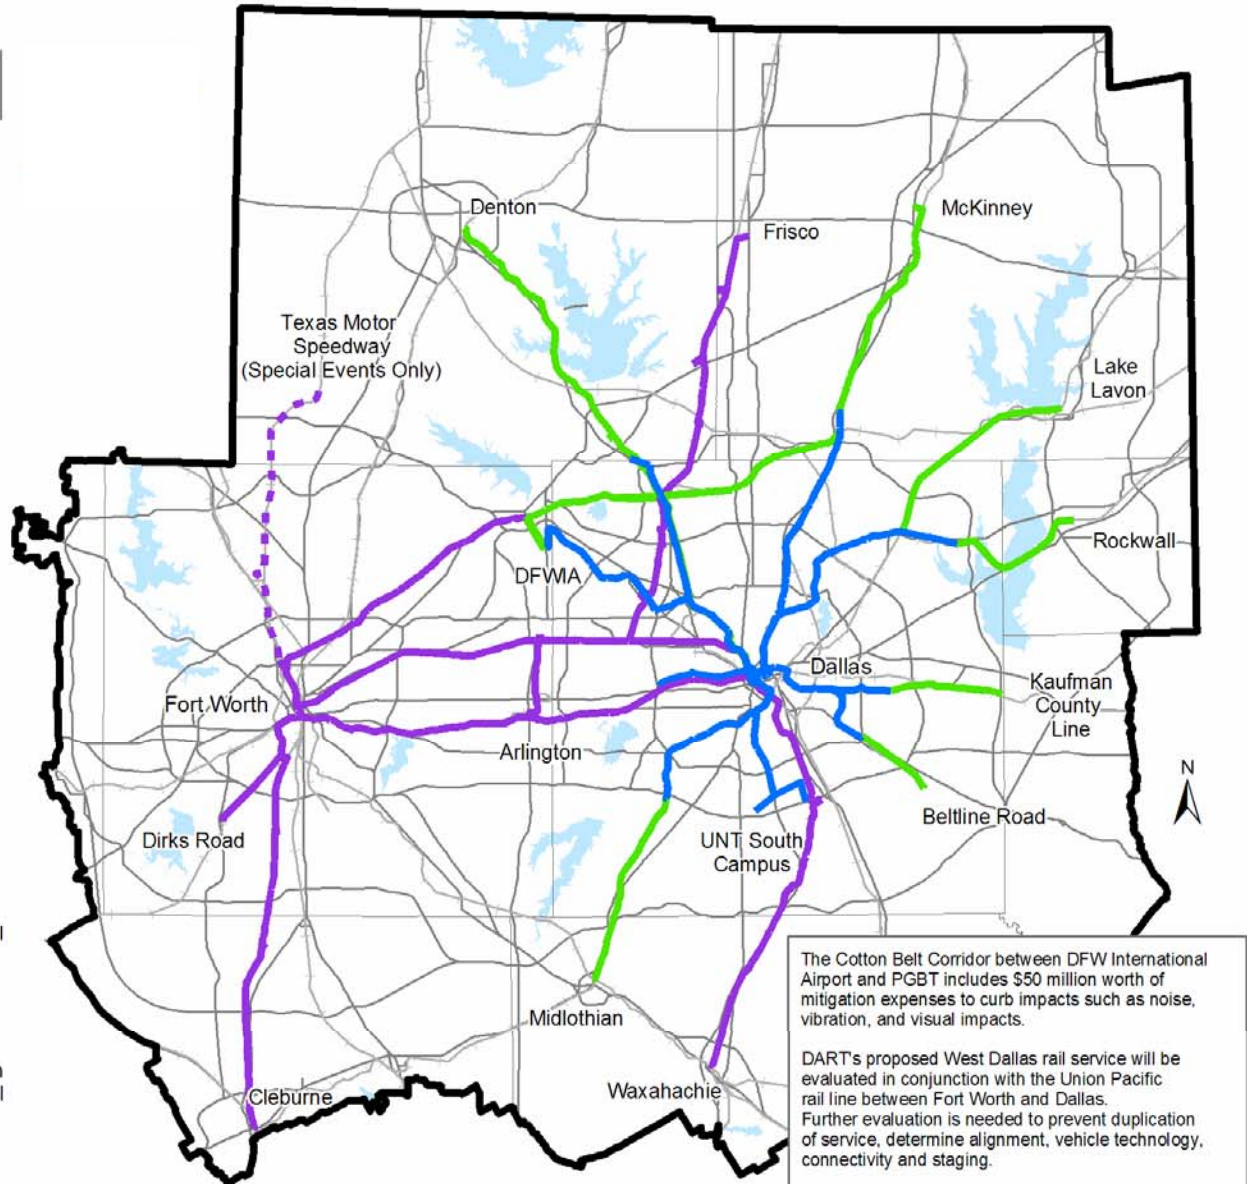 Denton
Frisco
McKinney
Texas Motor
Speedway
(Special Events Only)
Lake
Lavon
Rockwall
DFWIA
Dallas
Fort Worth
Kaufman
County
Line
Arlington
N
Dirks Road
UNT South
Campus
Beltline Road
Midlothian
Waxahachie
Cleburne
The Cotton Belt Corridor between DFW International
Airport and PGBT includes $50 million worth of
mitigation expenses to curb impacts such as noise,
vibration, and visual impacts.
DART's proposed West Dallas rail service will be
evaluated in conjunction with the Union Pacific
rail line between Fort Worth and Dallas.
Further evaluation is needed to prevent duplication
of service, determine alignment, vehicle technology,
connectivity and staging.